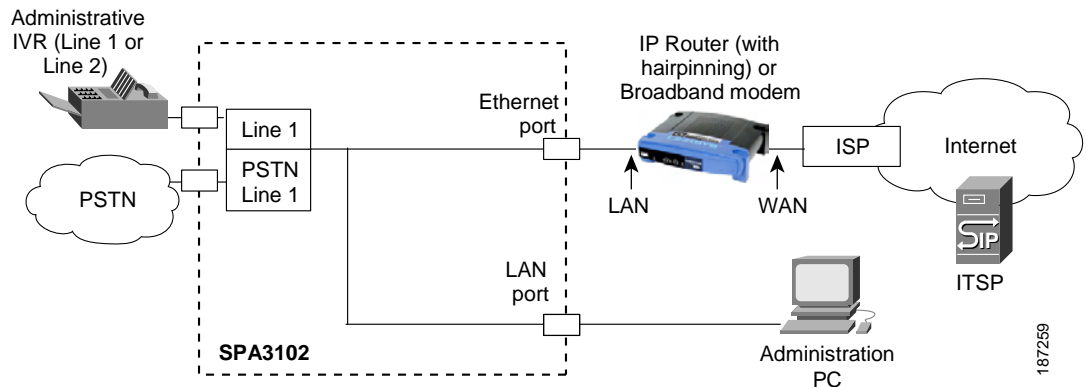 Administrative
IVR (Line 1 or
Line 2)
IP Router (with
hairpinning) or
Broadband modem
Ethernet
port
Line 1
PSTN
Line 1
PSTN
ISP
Internet
LAN
WAN
SIP
ITSP
LAN
port
SPA3102
Administration
PC
187259